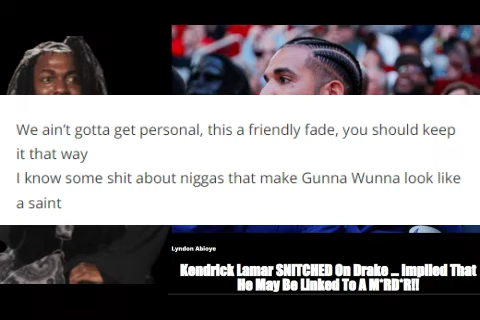 We ain’t gotta get personal, this a friendly fade, you should keep
it that way
I know some shit about niggas that make Gunna Wunna look like
a saint
Lyndon Abioye
Kendrick Lamar SNITCHED On Drake ... Implied That
He May Be Linked To A M*RD*R!!